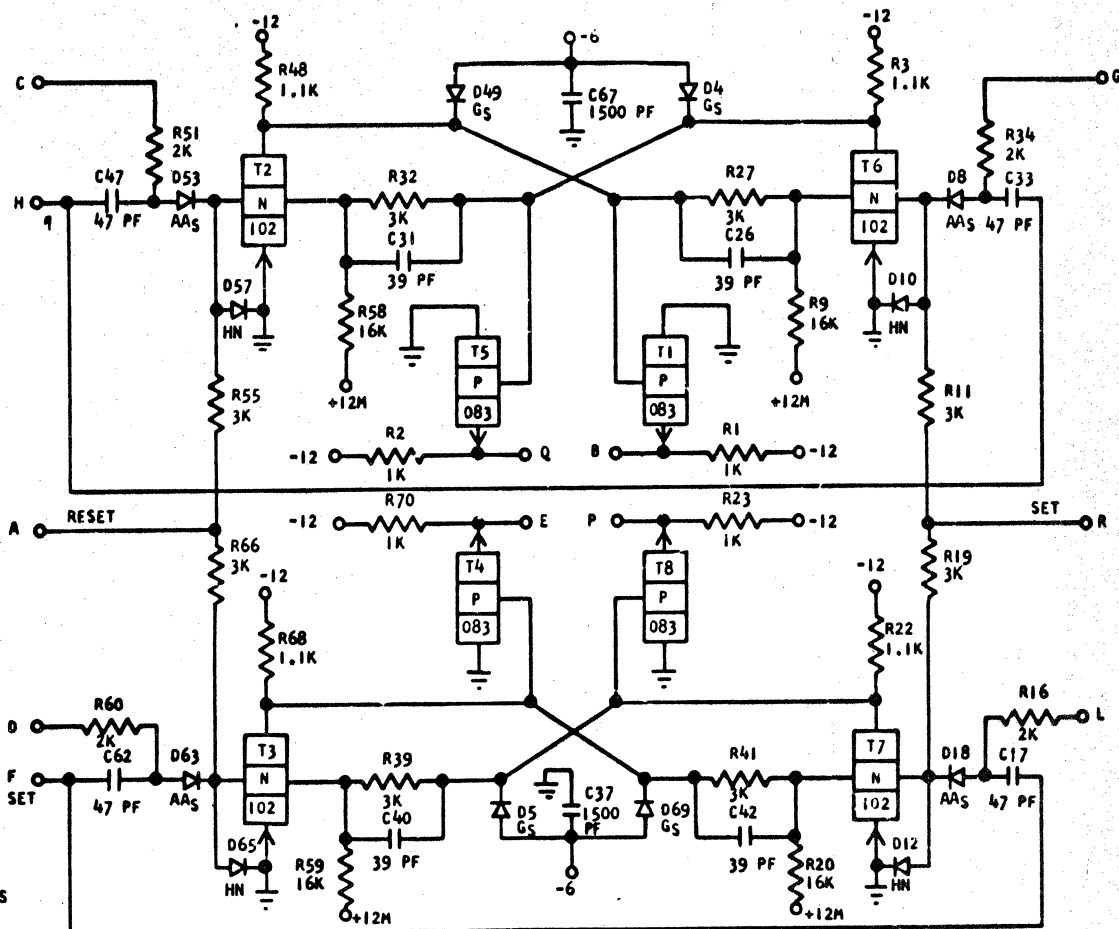 -12
-6
-12
C
R48
1.1K
D49
GS
C67
1500 PF
D4
GS
R3
1.1K
G
R51
2K
R34
2K
C47
D53
T2
R32
R27
T6
D8
C33
H
47 PF
AAS
N
3K
3K
N
AAS
47 PF
102
C31
C26
102
39 PF
39 PF
D57
D10
HN
R58
16K
R9
16K
HN
T5
T1
P
P
R55
3K
+12M
083
083
+12M
R11
3K
R2
R1
-12
Q
B
-12
1K
1K
R70
R23
RESET
-12
E
P
-12
SET
A
R
1K
1K
R66
3K
T4
T8
R19
3K
-12
P
P
-12
083
083
R68
1.1K
R22
1.1K
R60
R16
D
L
2K
C62
D63
T3
R39
R41
T7
2K
D18
C17
F
N
C37
1500
PF
N
SET
47 PF
AAS
3K
D5
GS
D69
GS
3K
AAS
47 PF
102
C40
C42
102
D65
39 PF
39 PF
D12
HN
R59
16K
-6
R20
16K
HN
S
+12M
+12M